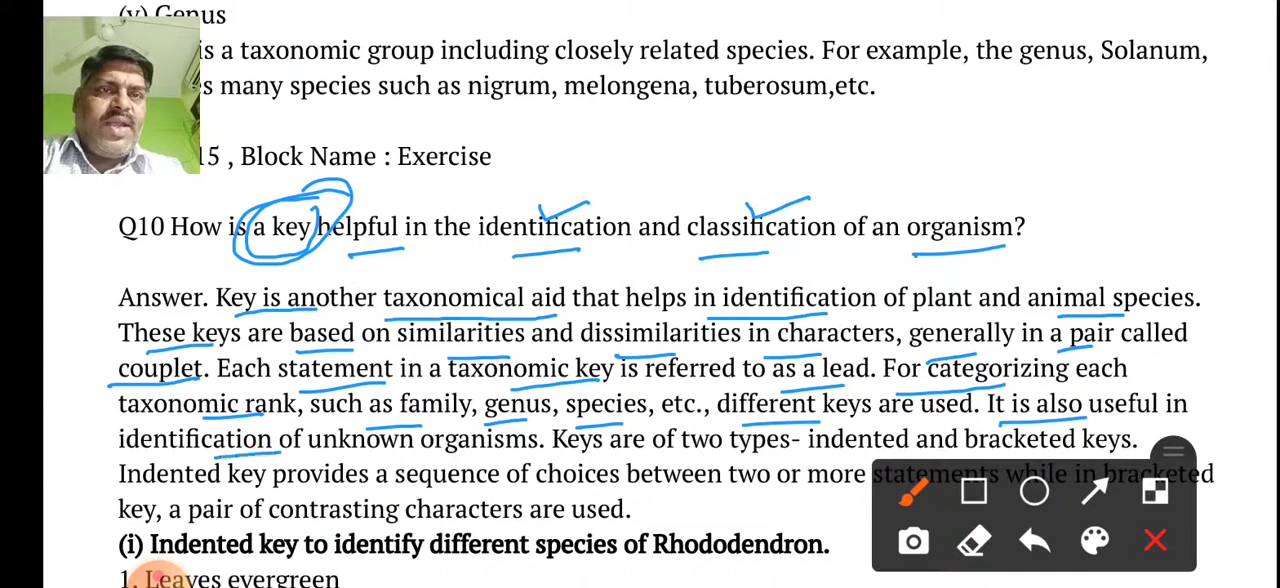 (v) Genus
is a taxonomic group including closely related species. For example, the genus, Solanum,
s many species such as nigrum, melongena, tuberosum,etc.
15 , Block Name : Exercise
Q10 How is a key helpful in the identification and classification of an organism?
Answer. Key is another taxonomical aid that helps in identification of plant and animal species.
These keys are based on similarities and dissimilarities in characters, generally in a pair called
couplet. Each statement in a taxonomic key is referred to as a lead. For categorizing each
taxonomic rank, such as family, genus, species, etc., different keys are used. It is also useful in
identification of unknown organisms. Keys are of two types- indented and bracketed keys.
Indented key provides a sequence of choices between two or more statements while in bracketed
key, a pair of contrasting characters are used.
(i) Indented key to identify different species of Rhododendron.
1. Leaves evergreen